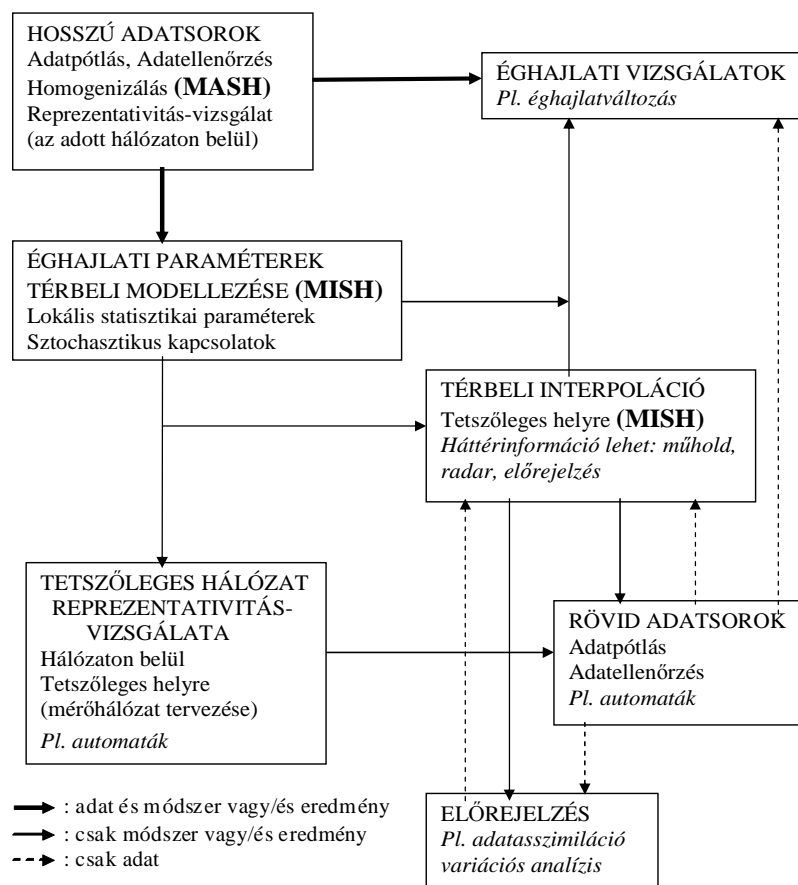 HOSSZÚ ADATSOROK
Adatpótlás, Adatellenőrzés
Homogenizálás (MASH)
Reprezentativitás-vizsgálat
(az adott hálózaton belül)
ÉGHAJLATI VIZSGÁLATOK
Pl. éghajlatváltozás
ÉGHAJLATI PARAMÉTEREK
TÉRBELI MODELLEZÉSE (MISH)
Lokális statisztikai paraméterek
Sztochasztikus kapcsolatok
TÉRBELI INTERPOLÁCIÓ
Tetszőleges helyre (MISH)
Háttérinformáció lehet: műhold,
radar, előrejelzés
TETSZŐLEGES HÁLÓZAT
REPREZENTATIVITÁS-
VIZSGÁLATA
Hálózaton belül
Tetszőleges helyre
(mérőhálózat tervezése)
Pl. automaták
RÖVID ADATSOROK
Adatpótlás
Adatellenőrzés
Pl. automaták
ELŐREJELZÉS
Pl. adatasszimiláció
variációs analízis
: adat és módszer vagy/és eredmény
: csak módszer vagy/és eredmény
: csak adat